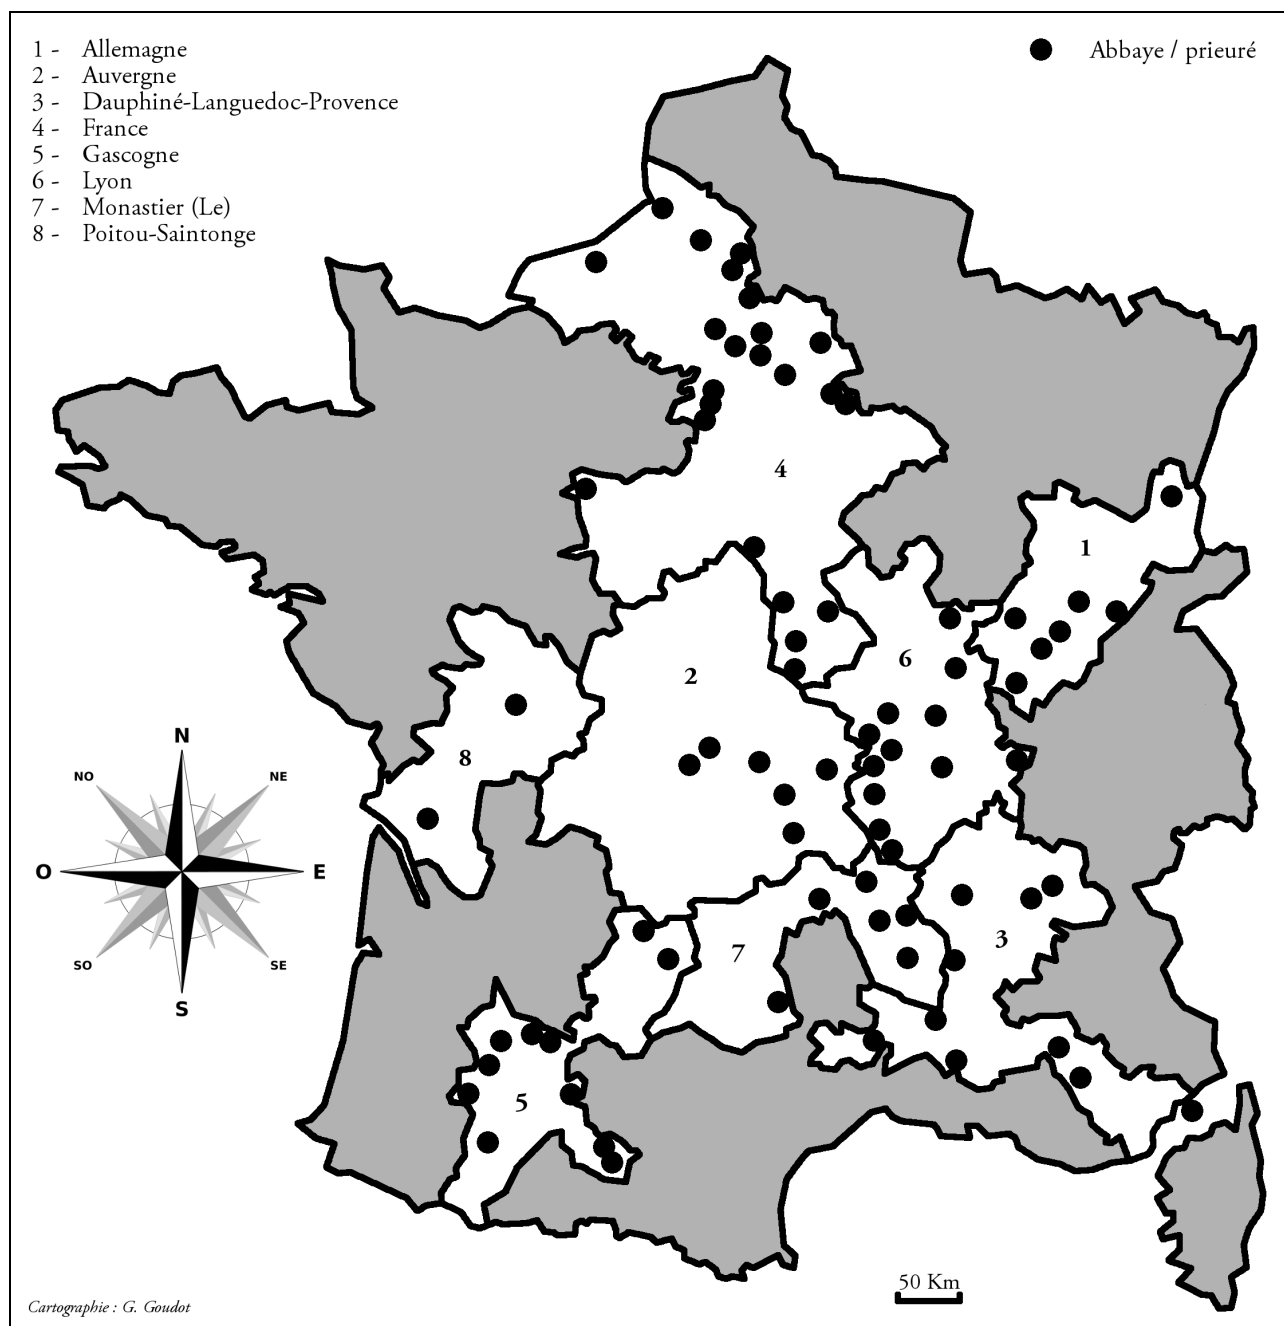 1 - Allemagne
2 - Auvergne
3 - Dauphiné-Languedoc-Provence
4 - France
5 - Gascogne
6 - Lyon
7 - Monastier (Le)
8 - Poitou-Saintonge
Abbaye / prieuré
4
1
6
2
8
7
3
5
N
NO
NE
O
E
SO
SE
S
50 Km
Cartographie : G. Goudot